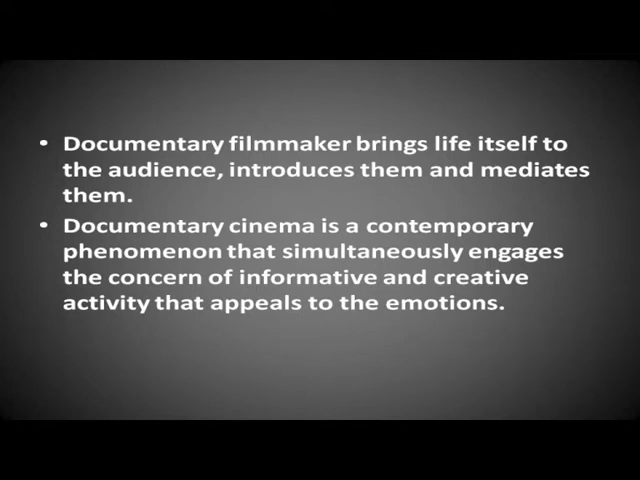 • Documentary filmmaker brings life itself to
the audience, introduces them and mediates
them.
• Documentary cinema is a contemporary
phenomenon that simultaneously engages
the concern of informative and creative
activity that appeals to the emotions.